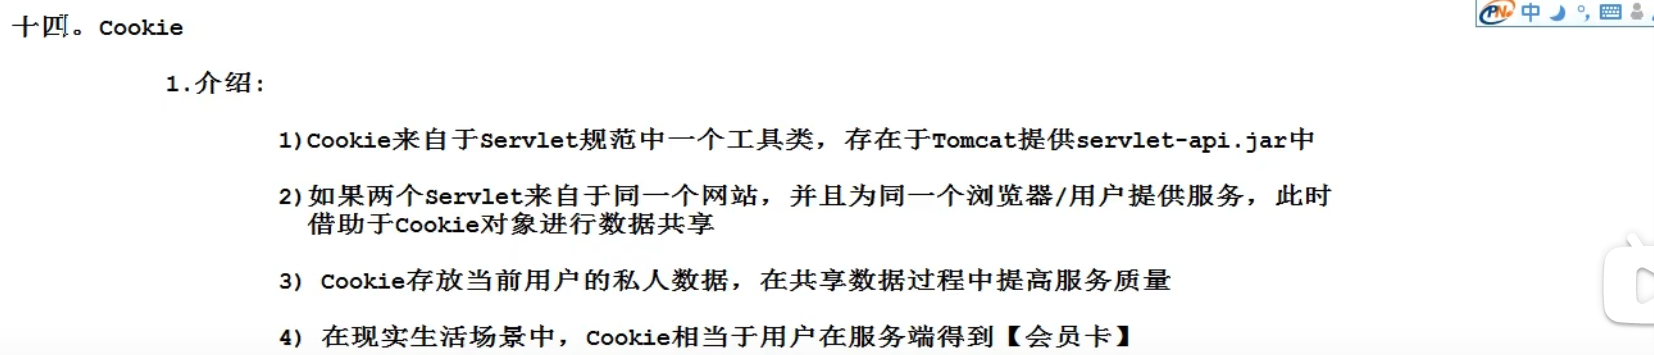 十四。Cookie
1.介绍:
1)Cookie来自于Servlet规范中一个工具类，存在于Tomcat提供servlet-api.jar中
2)如果两个Servlet来自于同一个网站，并且为同一个浏览器/用户提供服务，此时
借助于Cookie对象进行数据共享
3) Cookie存放当前用户的私人数据，在共享数据过程中提高服务质量
4) 在现实生活场景中，Cookie相当于用户在服务端得到【会员卡】
PN
中